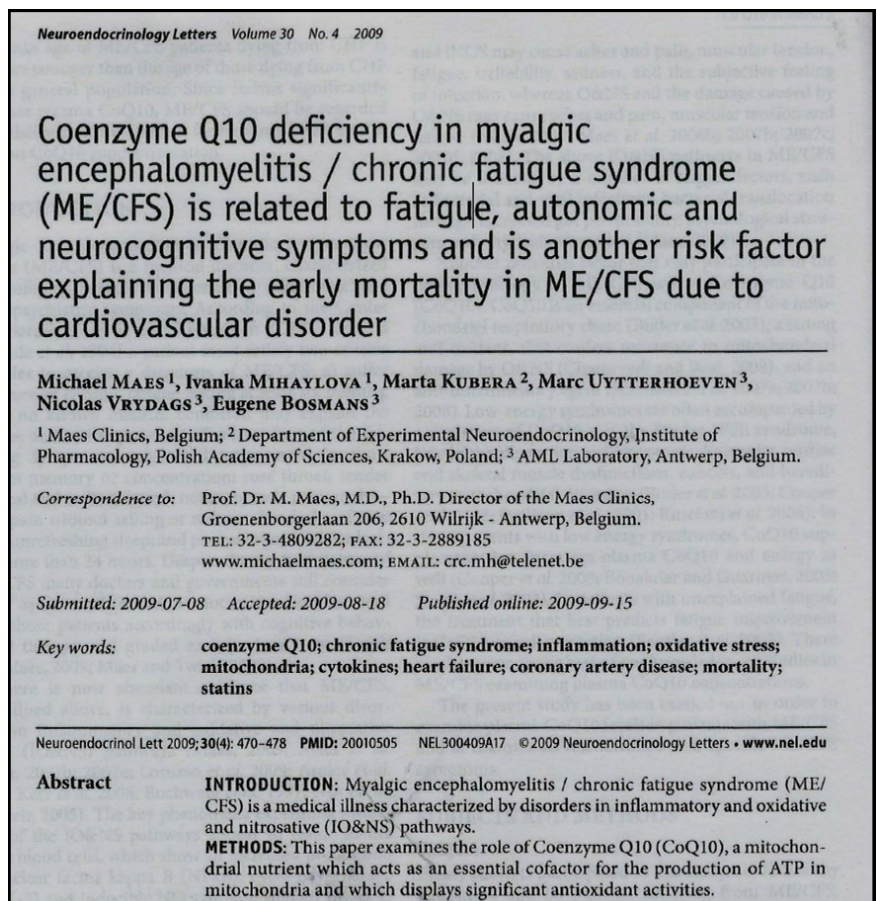 Neuroendocrinology Letters Volume 30 No. 4 2009
Coenzyme Q10 deficiency in myalgic
encephalomyelitis / chronic fatigue syndrome
(ME/CFS) is related to fatigue, autonomic and
neurocognitive symptoms and is another risk factor
explaining the early mortality in ME/CFS due to
cardiovascular disorder
Michael MAES 1, Ivanka MIHAYLOVA 1, Marta KUBERA 2, Marc UYTTERHOEVEN 3,
Nicolas VRYDAGS 3, Eugene BOSMANS 3
1 Maes Clinics, Belgium; 2 Department of Experimental Neuroendocrinology, Institute of
Pharmacology, Polish Academy of Sciences, Krakow, Poland; 3 AML Laboratory, Antwerp, Belgium.
Correspondence to: Prof. Dr. M. Maes, M.D., Ph.D. Director of the Maes Clinics,
Groenenborgerlaan 206, 2610 Wilrijk - Antwerp, Belgium.
TEL: 32-3-4809282; FAX: 32-3-2889185
www.michaelmaes.com; EMAIL: crc.mh@telenet.be
Submitted: 2009-07-08 Accepted: 2009-08-18 Published online: 2009-09-15
Key words: coenzyme Q10; chronic fatigue syndrome; inflammation; oxidative stress;
mitochondria; cytokines; heart failure; coronary artery disease; mortality;
statins
Neuroendocrinol Lett 2009; 30(4): 470-478 PMID: 20010505 NEL300409A17 © 2009 Neuroendocrinology Letters • www.nel.edu
Abstract INTRODUCTION: Myalgic encephalomyelitis / chronic fatigue syndrome (ME/
CFS) is a medical illness characterized by disorders in inflammatory and oxidative
and nitrosative (IO&NS) pathways.
METHODS: This paper examines the role of Coenzyme Q10 (CoQ10), a mitochon-
drial nutrient which acts as an essential cofactor for the production of ATP in
mitochondria and which displays significant antioxidant activities.